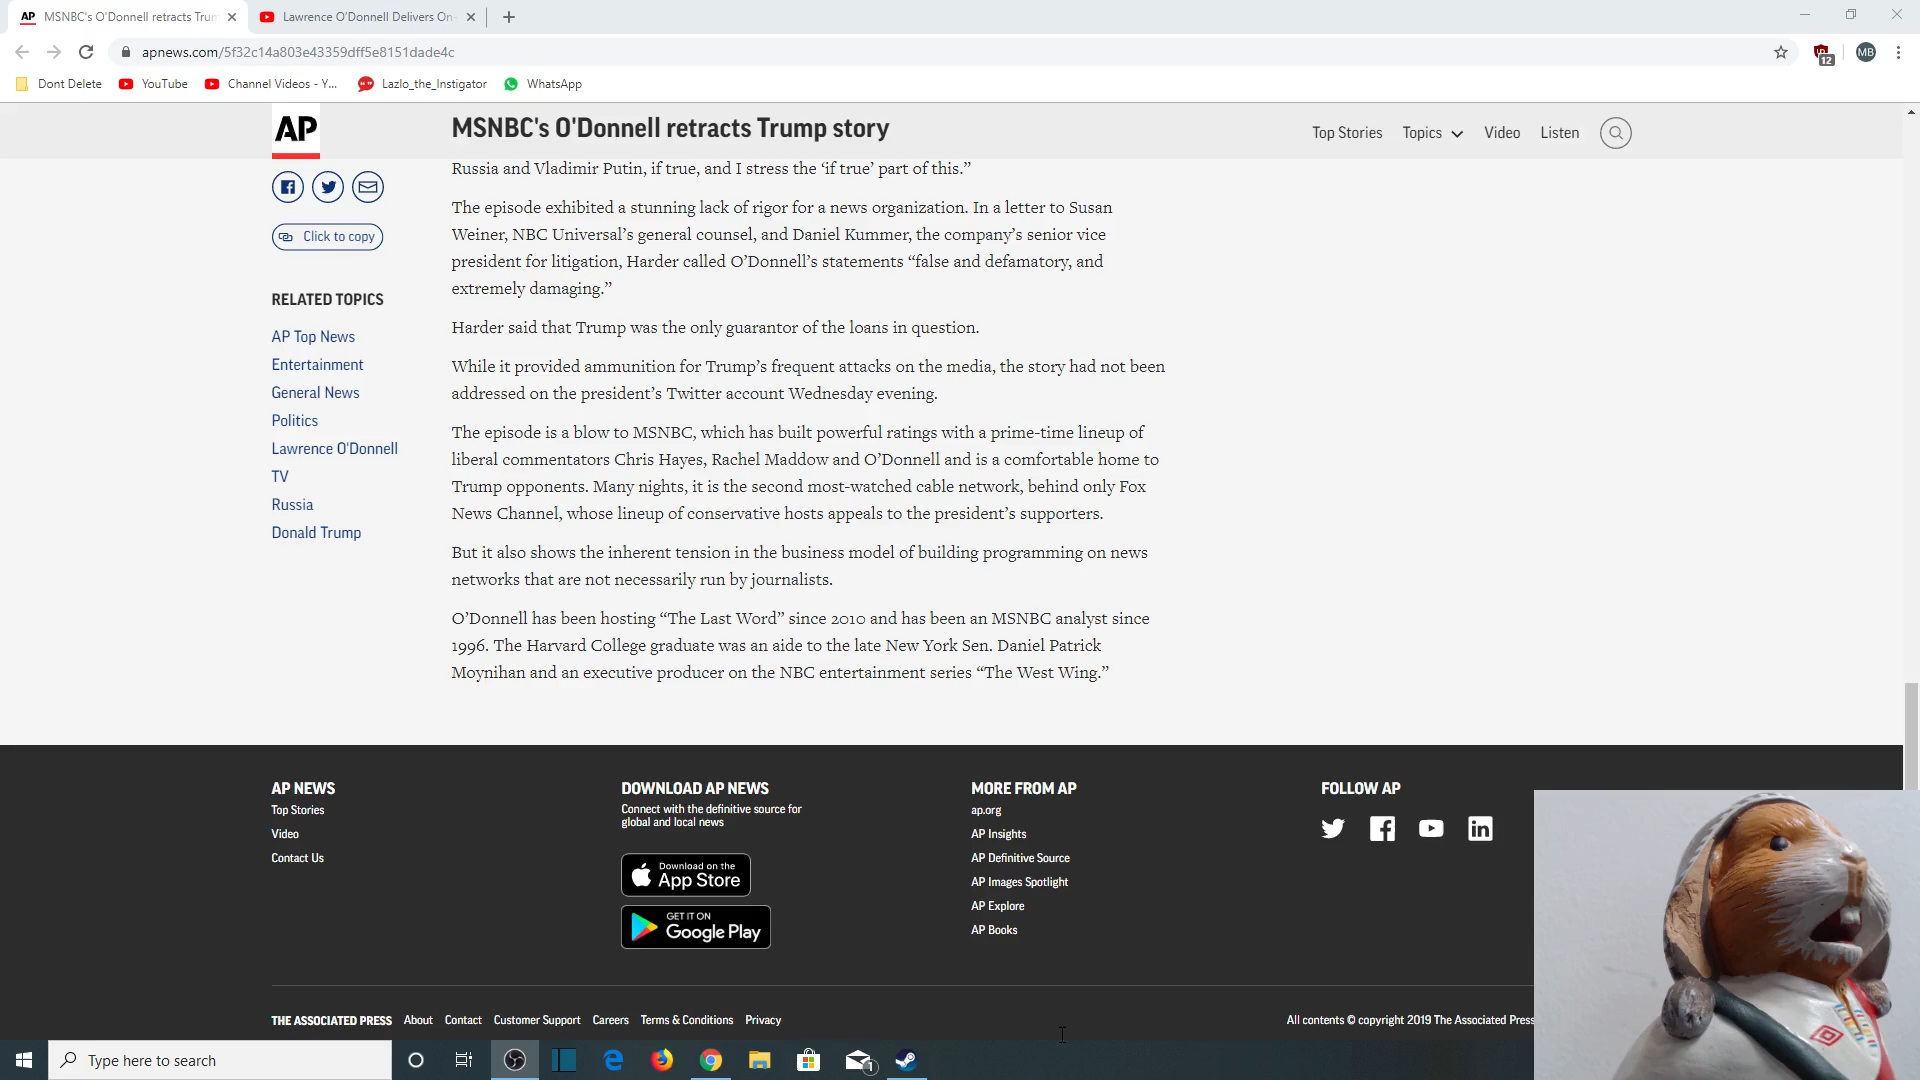 MSNBC's O'Donnell retracts Trum
Lawrence O'Donnell Delivers On
apnews.com/5f32c14a803e43359dff5e8151dade4c
12
MB
Dont Delete
YouTube
Channel Videos - Y...
Lazlo_the_Instigator
WhatsApp
AP
MSNBC's O'Donnell retracts Trump story
Top Stories
Topics
Video
Listen
Click to copy
RELATED TOPICS
AP Top News
Entertainment
General News
Politics
Lawrence O'Donnell
TV
Russia
Donald Trump
Russia and Vladimir Putin, if true, and I stress the ‘if true’ part of this.”
The episode exhibited a stunning lack of rigor for a news organization. In a letter to Susan
Weiner, NBC Universal’s general counsel, and Daniel Kummer, the company’s senior vice
president for litigation, Harder called O’Donnell’s statements “false and defamatory, and
extremely damaging.”
Harder said that Trump was the only guarantor of the loans in question.
While it provided ammunition for Trump’s frequent attacks on the media, the story had not been
addressed on the president’s Twitter account Wednesday evening.
The episode is a blow to MSNBC, which has built powerful ratings with a prime-time lineup of
liberal commentators Chris Hayes, Rachel Maddow and O’Donnell and is a comfortable home to
Trump opponents. Many nights, it is the second most-watched cable network, behind only Fox
News Channel, whose lineup of conservative hosts appeals to the president’s supporters.
But it also shows the inherent tension in the business model of building programming on news
networks that are not necessarily run by journalists.
O’Donnell has been hosting “The Last Word” since 2010 and has been an MSNBC analyst since
1996. The Harvard College graduate was an aide to the late New York Sen. Daniel Patrick
Moynihan and an executive producer on the NBC entertainment series “The West Wing.”
AP NEWS
Top Stories
Video
Contact Us
DOWNLOAD AP NEWS
Connect with the definitive source for
global and local news
Download on the
App Store
GET IT ON
Google Play
MORE FROM AP
ap.org
AP Insights
AP Definitive Source
AP Images Spotlight
AP Explore
AP Books
FOLLOW AP
THE ASSOCIATED PRESS
About
Contact
Customer Support
Careers
Terms & Conditions
Privacy
All contents © copyright 2019 The Associated Press
Type here to search
1